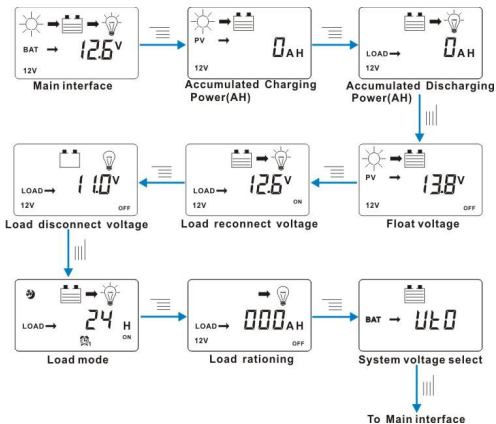 BAT → 12.6V
12V
Main interface
PV → 0AH
12V
Accumulated Charging
Power(AH)
LOAD→ 0AH
12V
Accumulated Discharging
Power(AH)
LOAD→ 11.0V
12V OFF
Load disconnect voltage
LOAD→ 12.6V
12V ON
Load reconnect voltage
PV → 13.8V
12V OFF
Float voltage
LOAD→ 24 H
ON
Load mode
LOAD→ 000AH
12V OFF
Load rationing
BAT → UT0
System voltage select
To Main interface